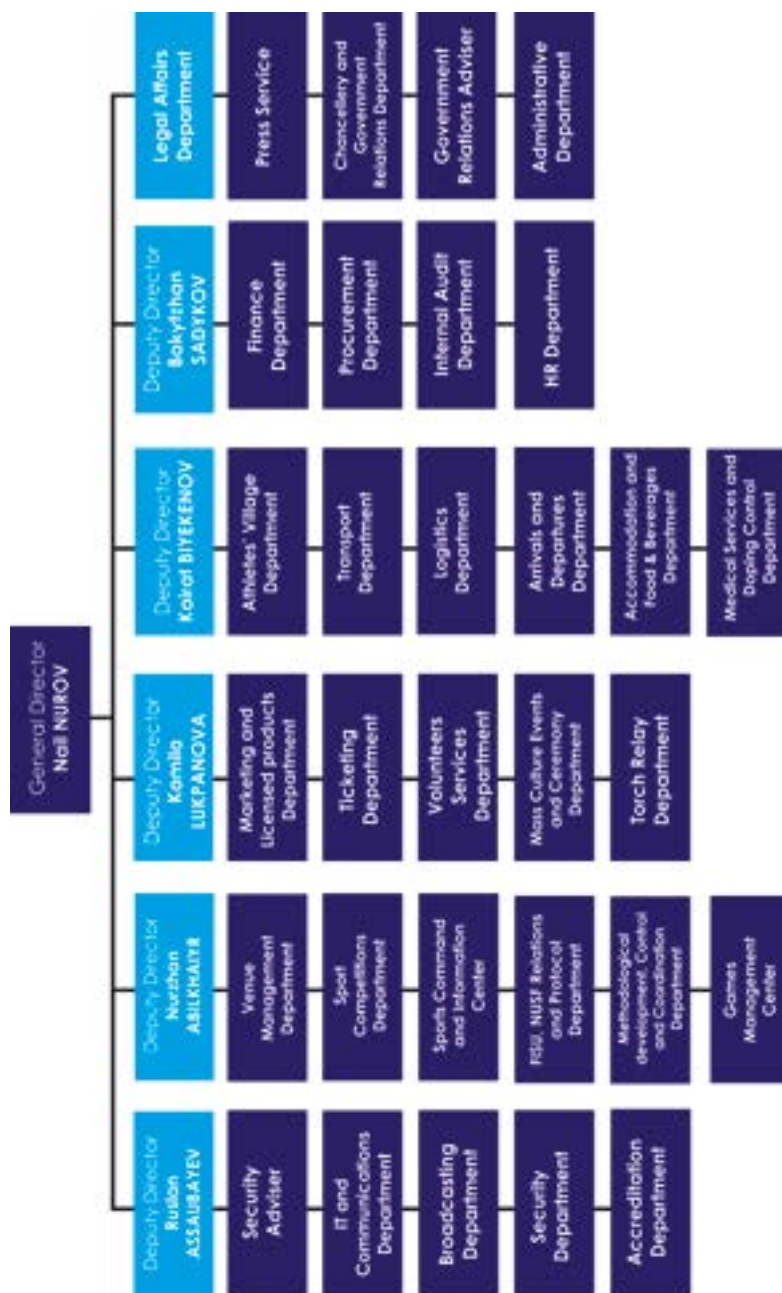 General Director
Nail NUROV
Deputy Director
Ruslan
ASSAUBAYEV
Security
Adviser
IT and
Communications
Department
Broadcasting
Department
Security
Department
Accreditation
Department
Deputy Director
Nurzhan
ABILKHAIYR
Venue
Management
Department
Sport
Competitions
Department
Sports Command
and Information
Center
FISU, NUSF Relations
and Protocol
Department
Methodological
development, Control
and Coordination
Department
Games
Management
Center
Deputy Director
Kamila
LUKPANOVA
Marketing and
Licensed products
Department
Ticketing
Department
Volunteers
Services
Department
Mass Culture Events
and Ceremony
Department
Torch Relay
Department
Deputy Director
Kairat BIYEKENOV
Athletes' Village
Department
Transport
Department
Logistics
Department
Arrivals and
Departures
Department
Accommodation and
Food & Beverages
Department
Medical Services and
Doping Control
Department
Deputy Director
Bakytzhan
SADYKOV
Finance
Department
Procurement
Department
Internal Audit
Department
HR Department
Legal Affairs
Department
Press Service
Chancellery and
Government
Relations Department
Government
Relations Adviser
Administrative
Department